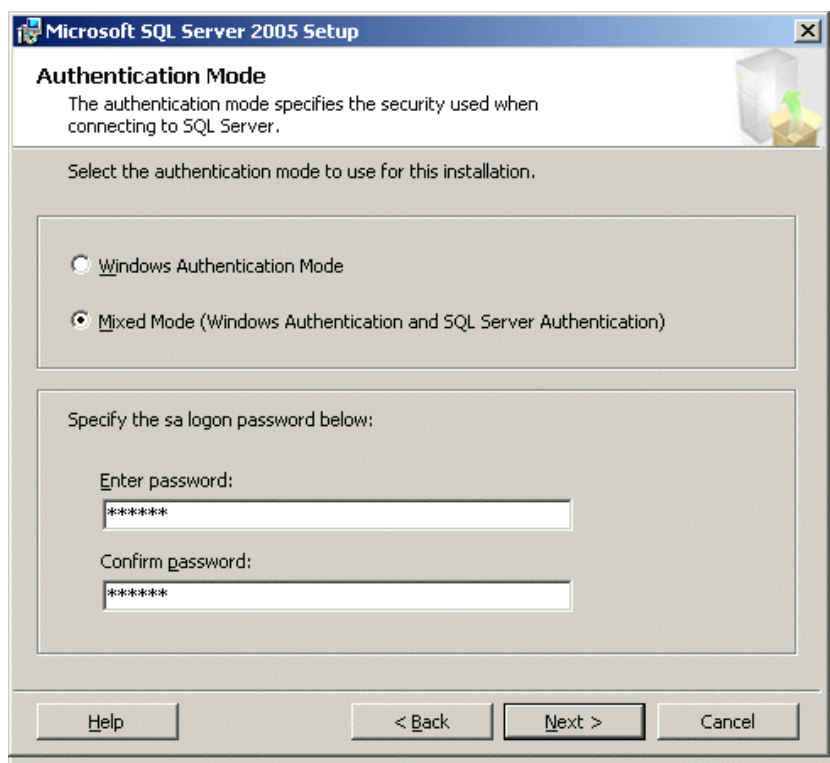 Microsoft SQL Server 2005 Setup
Authentication Mode
The authentication mode specifies the security used when
connecting to SQL Server.
Select the authentication mode to use for this installation.
Windows Authentication Mode
Mixed Mode (Windows Authentication and SQL Server Authentication)
Specify the sa logon password below:
Enter password:
******
Confirm password:
******
Help
< Back
Next >
Cancel